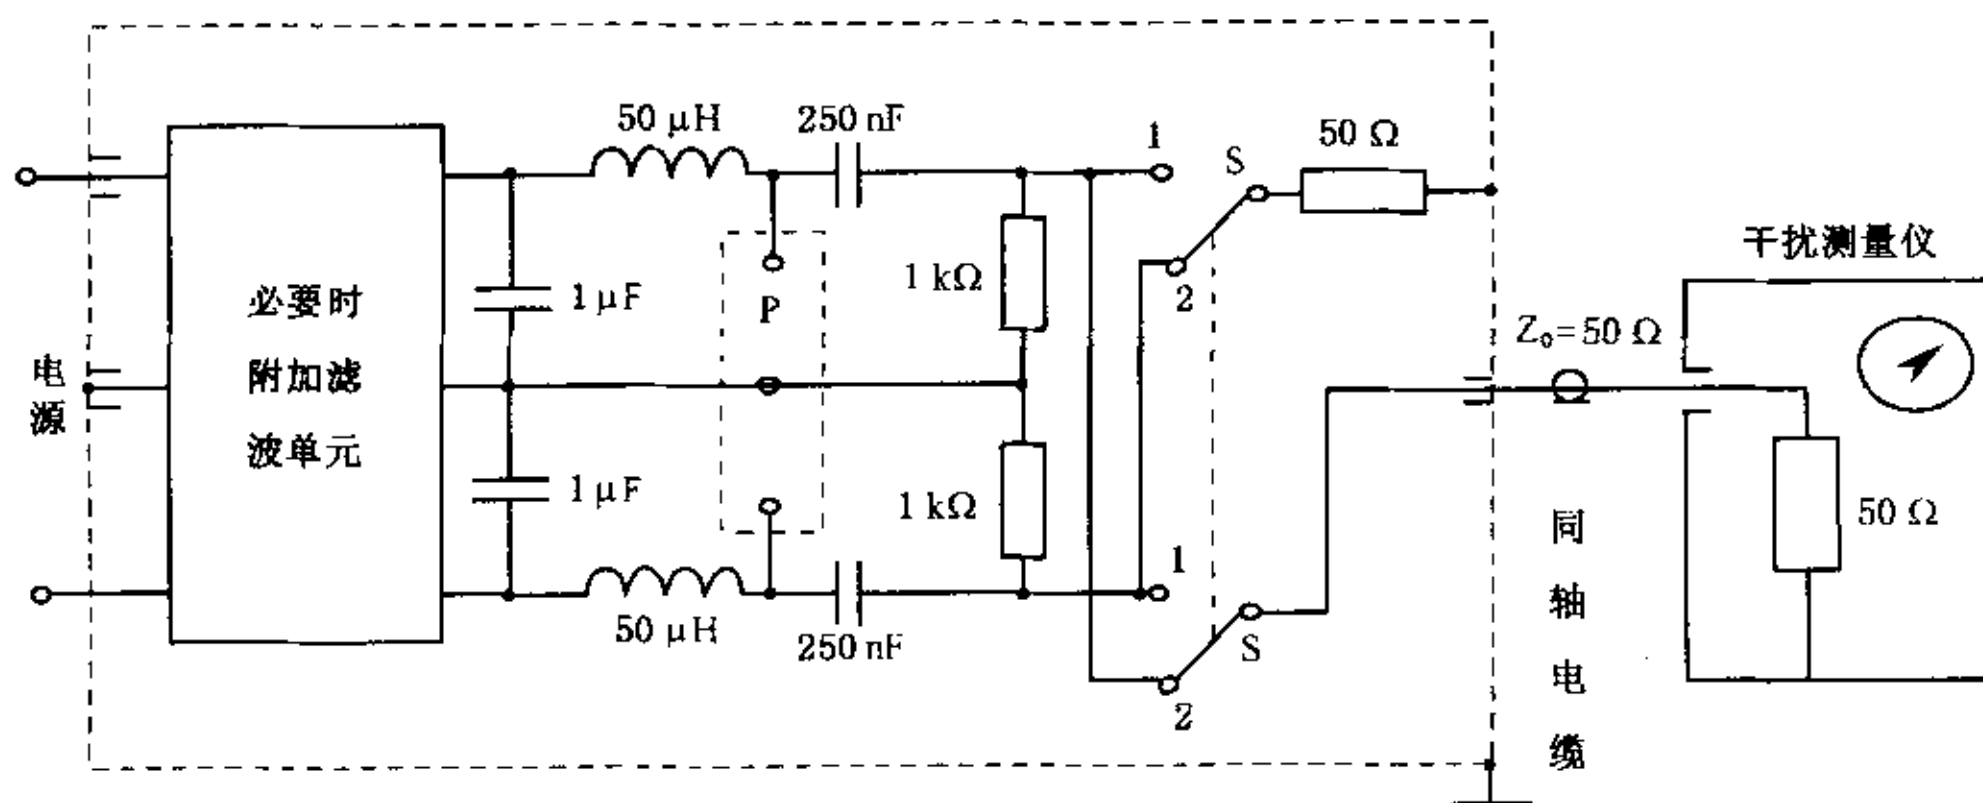 50 μH
250 nF
1
S
50 Ω
干扰测量仪
必要时
附加滤
波单元
1 μF
P
1 kΩ
2
Z₀=50 Ω
电
源
1 μF
1 kΩ
50 Ω
同
轴
电
缆
1
50 μH
250 nF
S
2